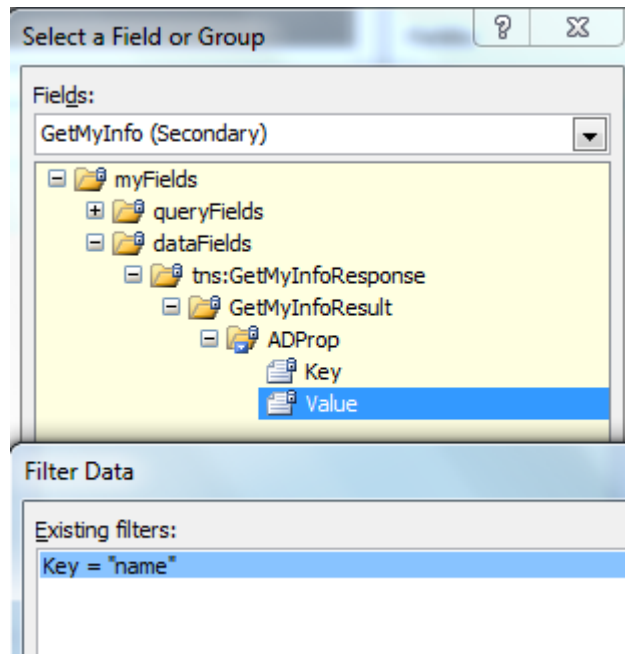 Select a Field or Group
Fields:
GetMyInfo (Secondary)
myFields
queryFields
dataFields
tns:GetMyInfoResponse
GetMyInfoResult
ADProp
Key
Value
Filter Data
Existing filters:
Key = "name"